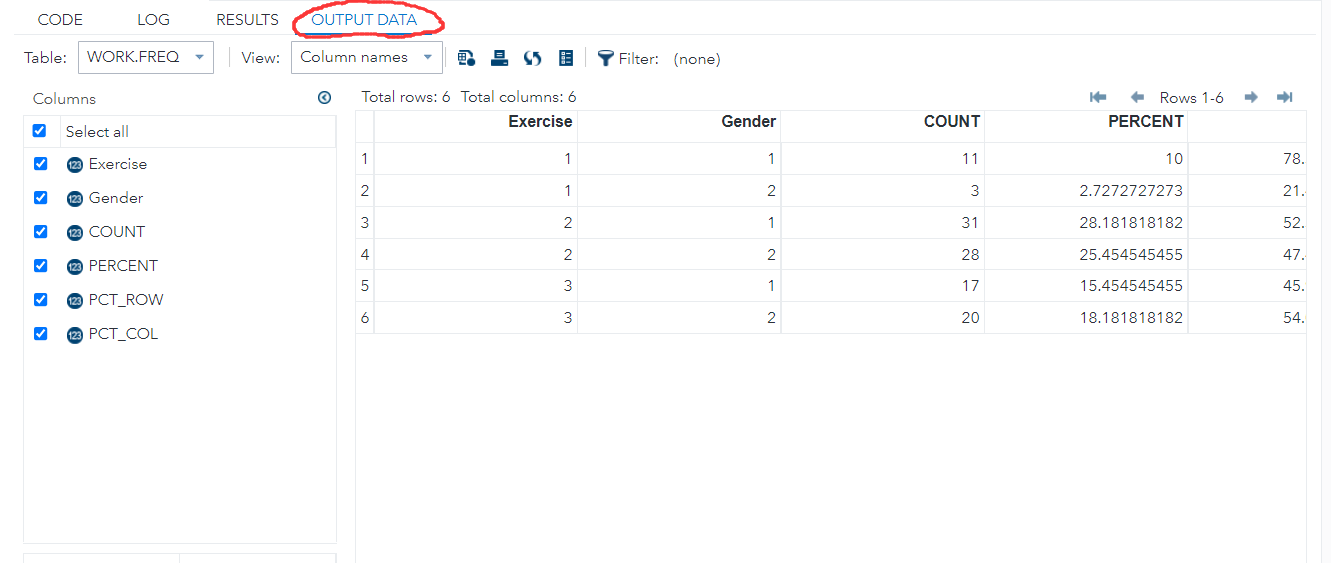 CODE LOG RESULTS OUTPUT DATA
Table: WORK.FREQ View: Column names Filter: (none)
Columns
Select all
123 Exercise
123 Gender
123 COUNT
123 PERCENT
123 PCT_ROW
123 PCT_COL
Total rows: 6 Total columns: 6 Rows 1-6
Exercise Gender COUNT PERCENT
1 1 1 11 10 78.
2 1 2 3 2.7272727273 21.
3 2 1 31 28.181818182 52.
4 2 2 28 25.454545455 47.
5 3 1 17 15.454545455 45.
6 3 2 20 18.181818182 54.